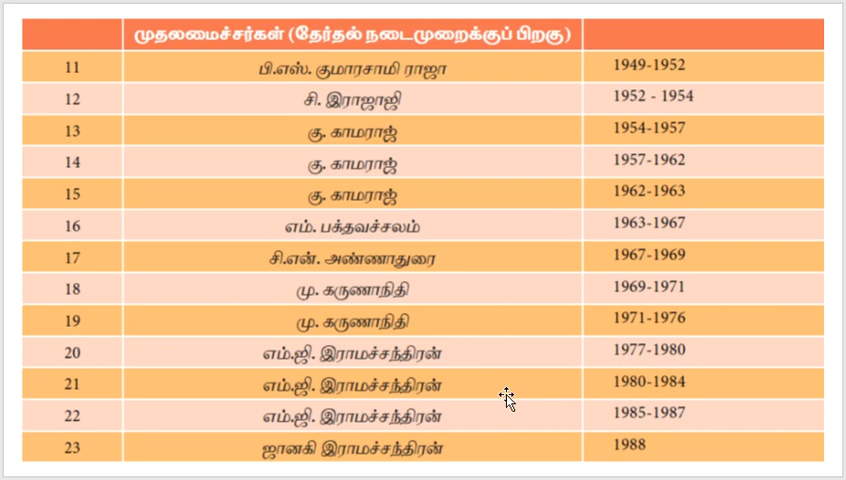 முதலமைச்சர்கள் (தேர்தல் நடைமுறைக்குப் பிறகு)
11 பி.எஸ். குமாரசாமி ராஜா 1949-1952
12 சி. இராஜாஜி 1952 - 1954
13 கு. காமராஜ் 1954-1957
14 கு. காமராஜ் 1957-1962
15 கு. காமராஜ் 1962-1963
16 எம். பக்தவச்சலம் 1963-1967
17 சி.என். அண்ணாதுரை 1967-1969
18 மு. கருணாநிதி 1969-1971
19 மு. கருணாநிதி 1971-1976
20 எம்.ஜி. இராமச்சந்திரன் 1977-1980
21 எம்.ஜி. இராமச்சந்திரன் 1980-1984
22 எம்.ஜி. இராமச்சந்திரன் 1985-1987
23 ஜானகி இராமச்சந்திரன் 1988